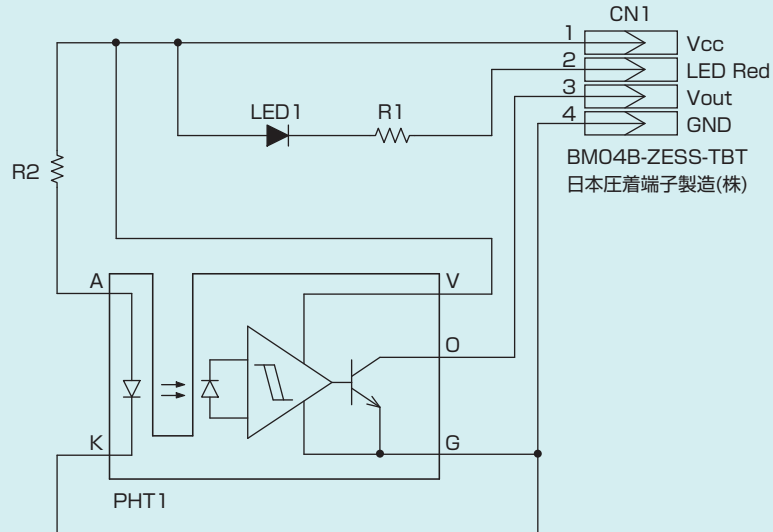 CN1
1
Vcc
2
LED Red
3
Vout
4
GND
LED1
R1
BM04B-ZESS-TBT
日本圧着端子製造(株)
R2
A
V
O
K
G
PHT1